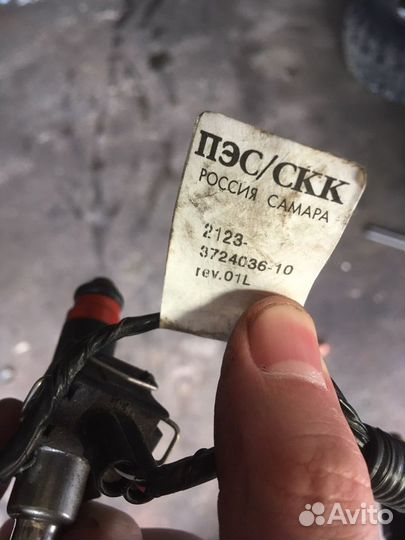 ПЭС/СКК
РОССИЯ САМАРА
2123-
3724036-10
rev.01L
Avito